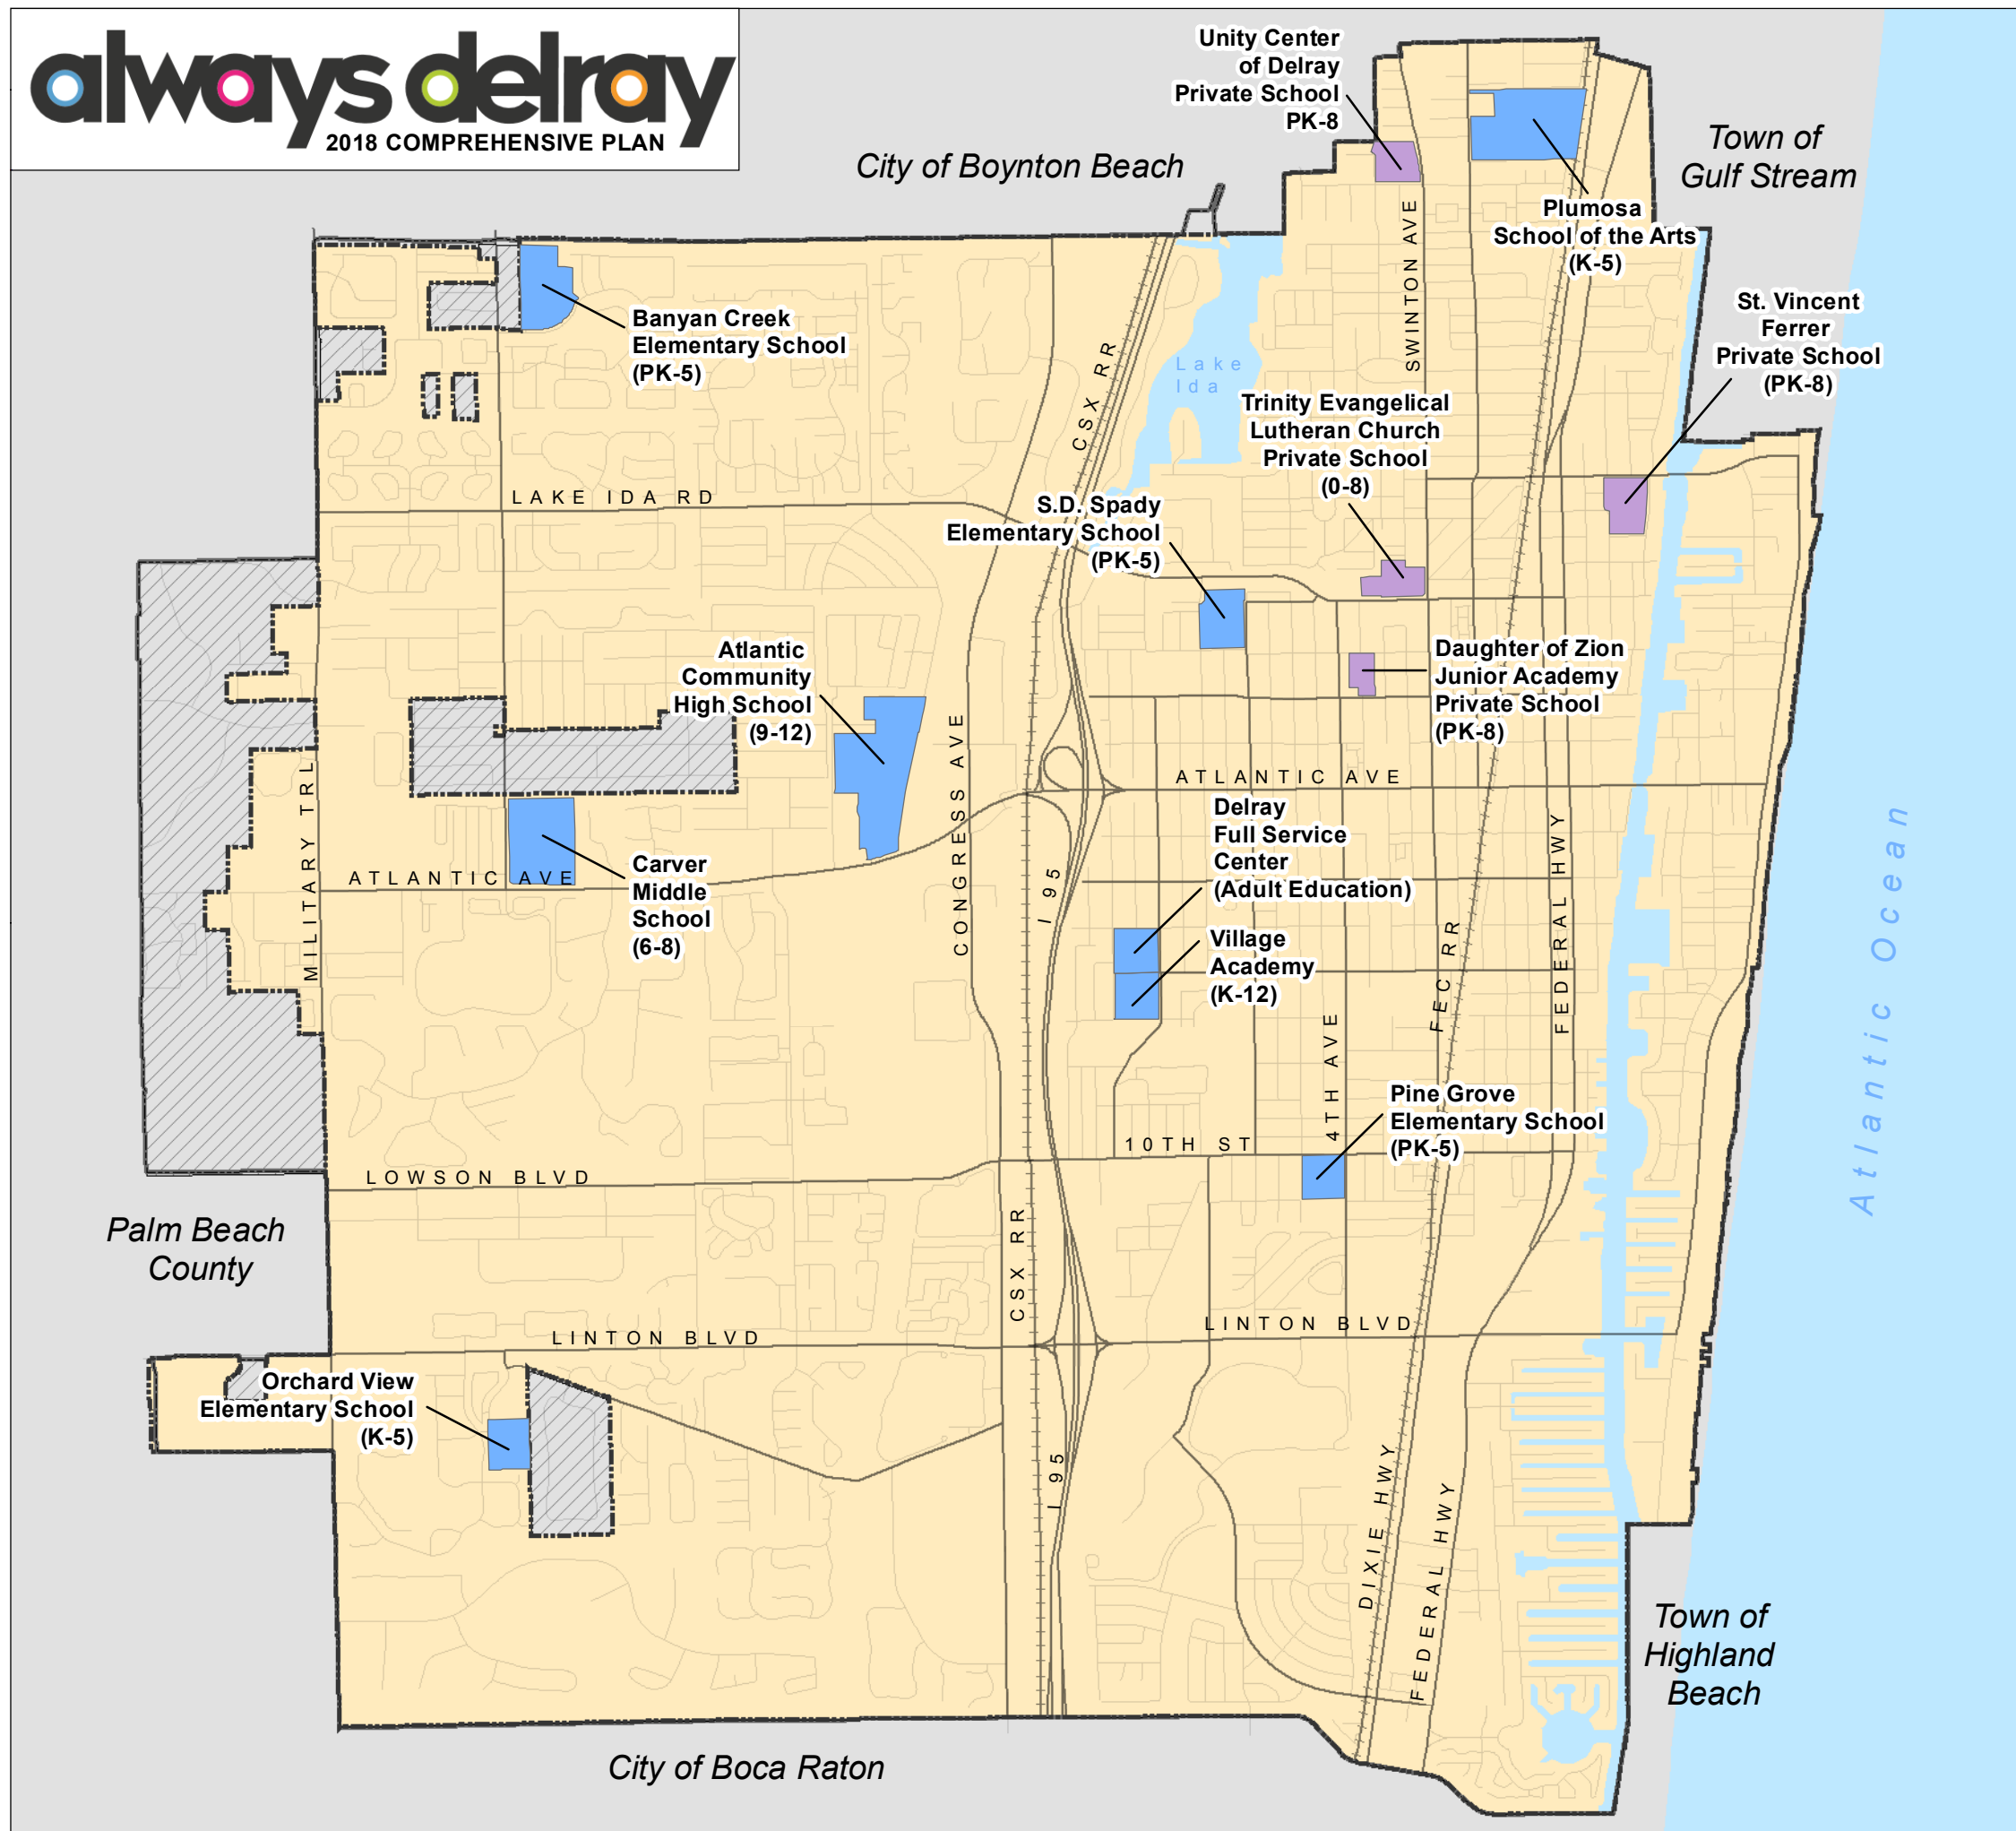 always delray
2018 COMPREHENSIVE PLAN
Unity Center
of Delray
Private School
PK-8
City of Boynton Beach
Town of
Gulf Stream
Plumosa
School of the Arts
(K-5)
SWINTON AVE
St. Vincent
Ferrer
Private School
(PK-8)
Banyan Creek
Elementary School
(PK-5)
CSX RR
Lake
Ida
Trinity Evangelical
Lutheran Church
Private School
(0-8)
LAKE IDA RD
S.D. Spady
Elementary School
(PK-5)
Atlantic
Community
High School
(9-12)
Daughter of Zion
Junior Academy
Private School
(PK-8)
MILITARY TRL
CONGRESS AVE
ATLANTIC AVE
Delray
Full Service
Center
(Adult Education)
ATLANTIC AVE
Carver
Middle
School
(6-8)
I 95
FEDERAL HWY
Atlantic Ocean
Village
Academy
(K-12)
FEC RR
4TH AVE
Pine Grove
Elementary School
(PK-5)
10TH ST
LOWSON BLVD
Palm Beach
County
CSX RR
LINTON BLVD
LINTON BLVD
Orchard View
Elementary School
(K-5)
I 95
DIXIE HWY
FEDERAL HWY
Town of
Highland
Beach
City of Boca Raton